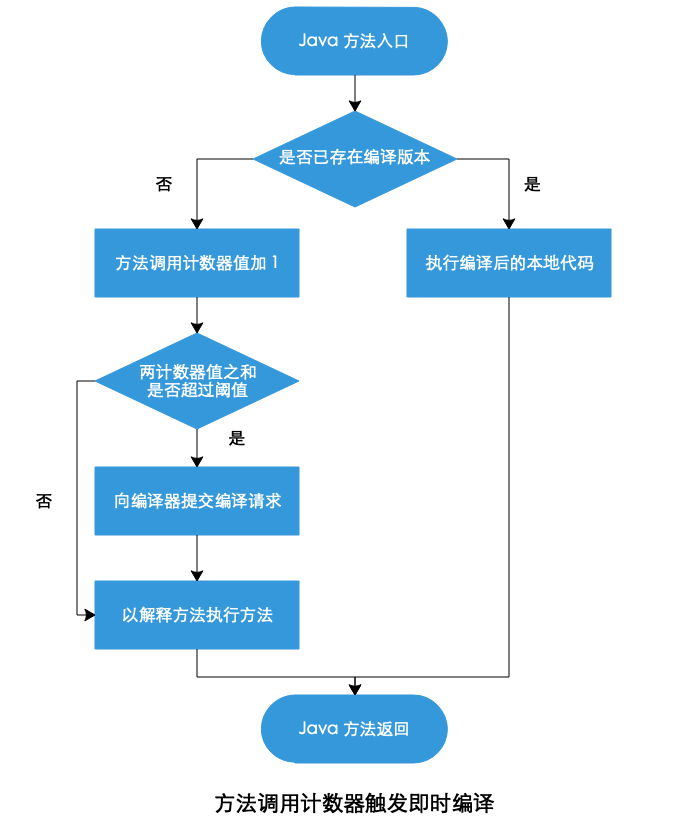 Java 方法入口
是否已存在编译版本
否
是
方法调用计数器值加 1
执行编译后的本地代码
两计数器值之和
是否超过阈值
是
向编译器提交编译请求
否
以解释方法执行方法
Java 方法返回
方法调用计数器触发即时编译